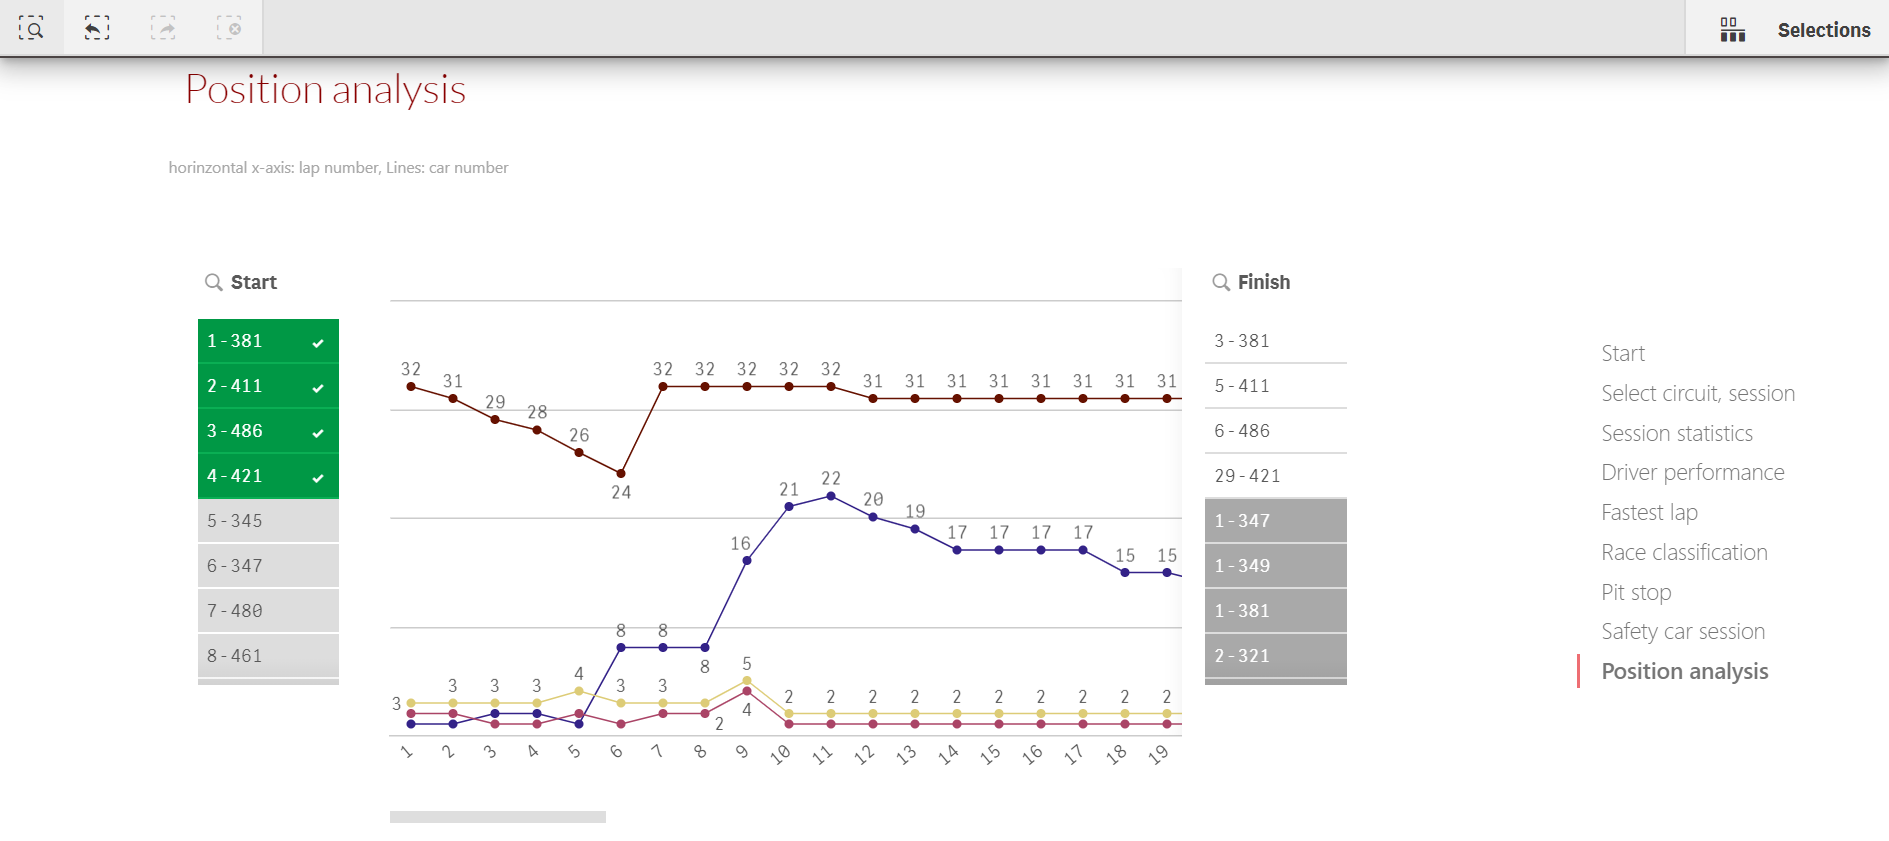 Selections
Position analysis
horinzontal x-axis: lap number, Lines: car number
Start
1-381
2-411
3-486
4-421
5-345
6-347
7-480
8-461
32 31 29 28 26 24 32 32 32 32 32 31 31 31 31 31 31 31 31
8 8 8 16 21 22 20 19 17 17 17 17 15 15
3 3 3 3 4 3 3 5 2 2 2 2 2 2 2 2 2 2
2 4
1 2 3 4 5 6 7 8 9 10 11 12 13 14 15 16 17 18 19
Finish
3-381
5-411
6-486
29-421
1-347
1-349
1-381
2-321
Start
Select circuit, session
Session statistics
Driver performance
Fastest lap
Race classification
Pit stop
Safety car session
Position analysis